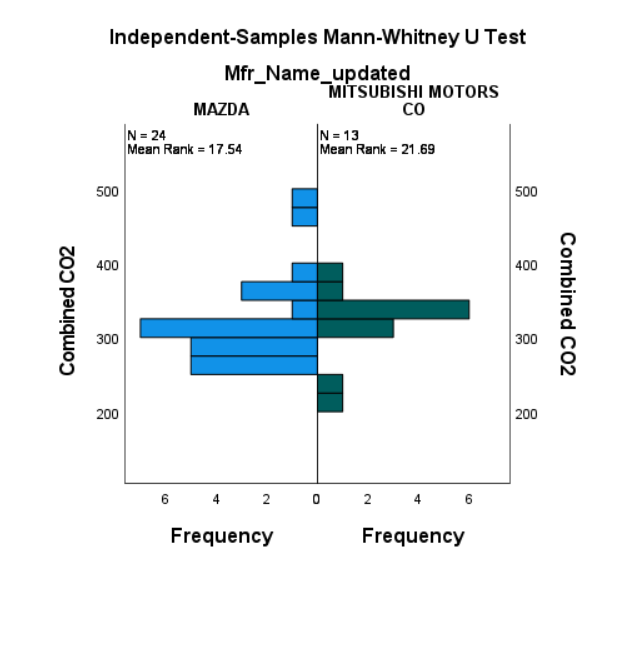 Independent-Samples Mann-Whitney U Test
Mfr_Name_updated
MAZDA
MITSUBISHI MOTORS
CO
N = 24
Mean Rank = 17.54
N = 13
Mean Rank = 21.69
Combined CO2
500
400
300
200
500
400
300
200
Combined CO2
6 4 2 0 2 4 6
Frequency
Frequency